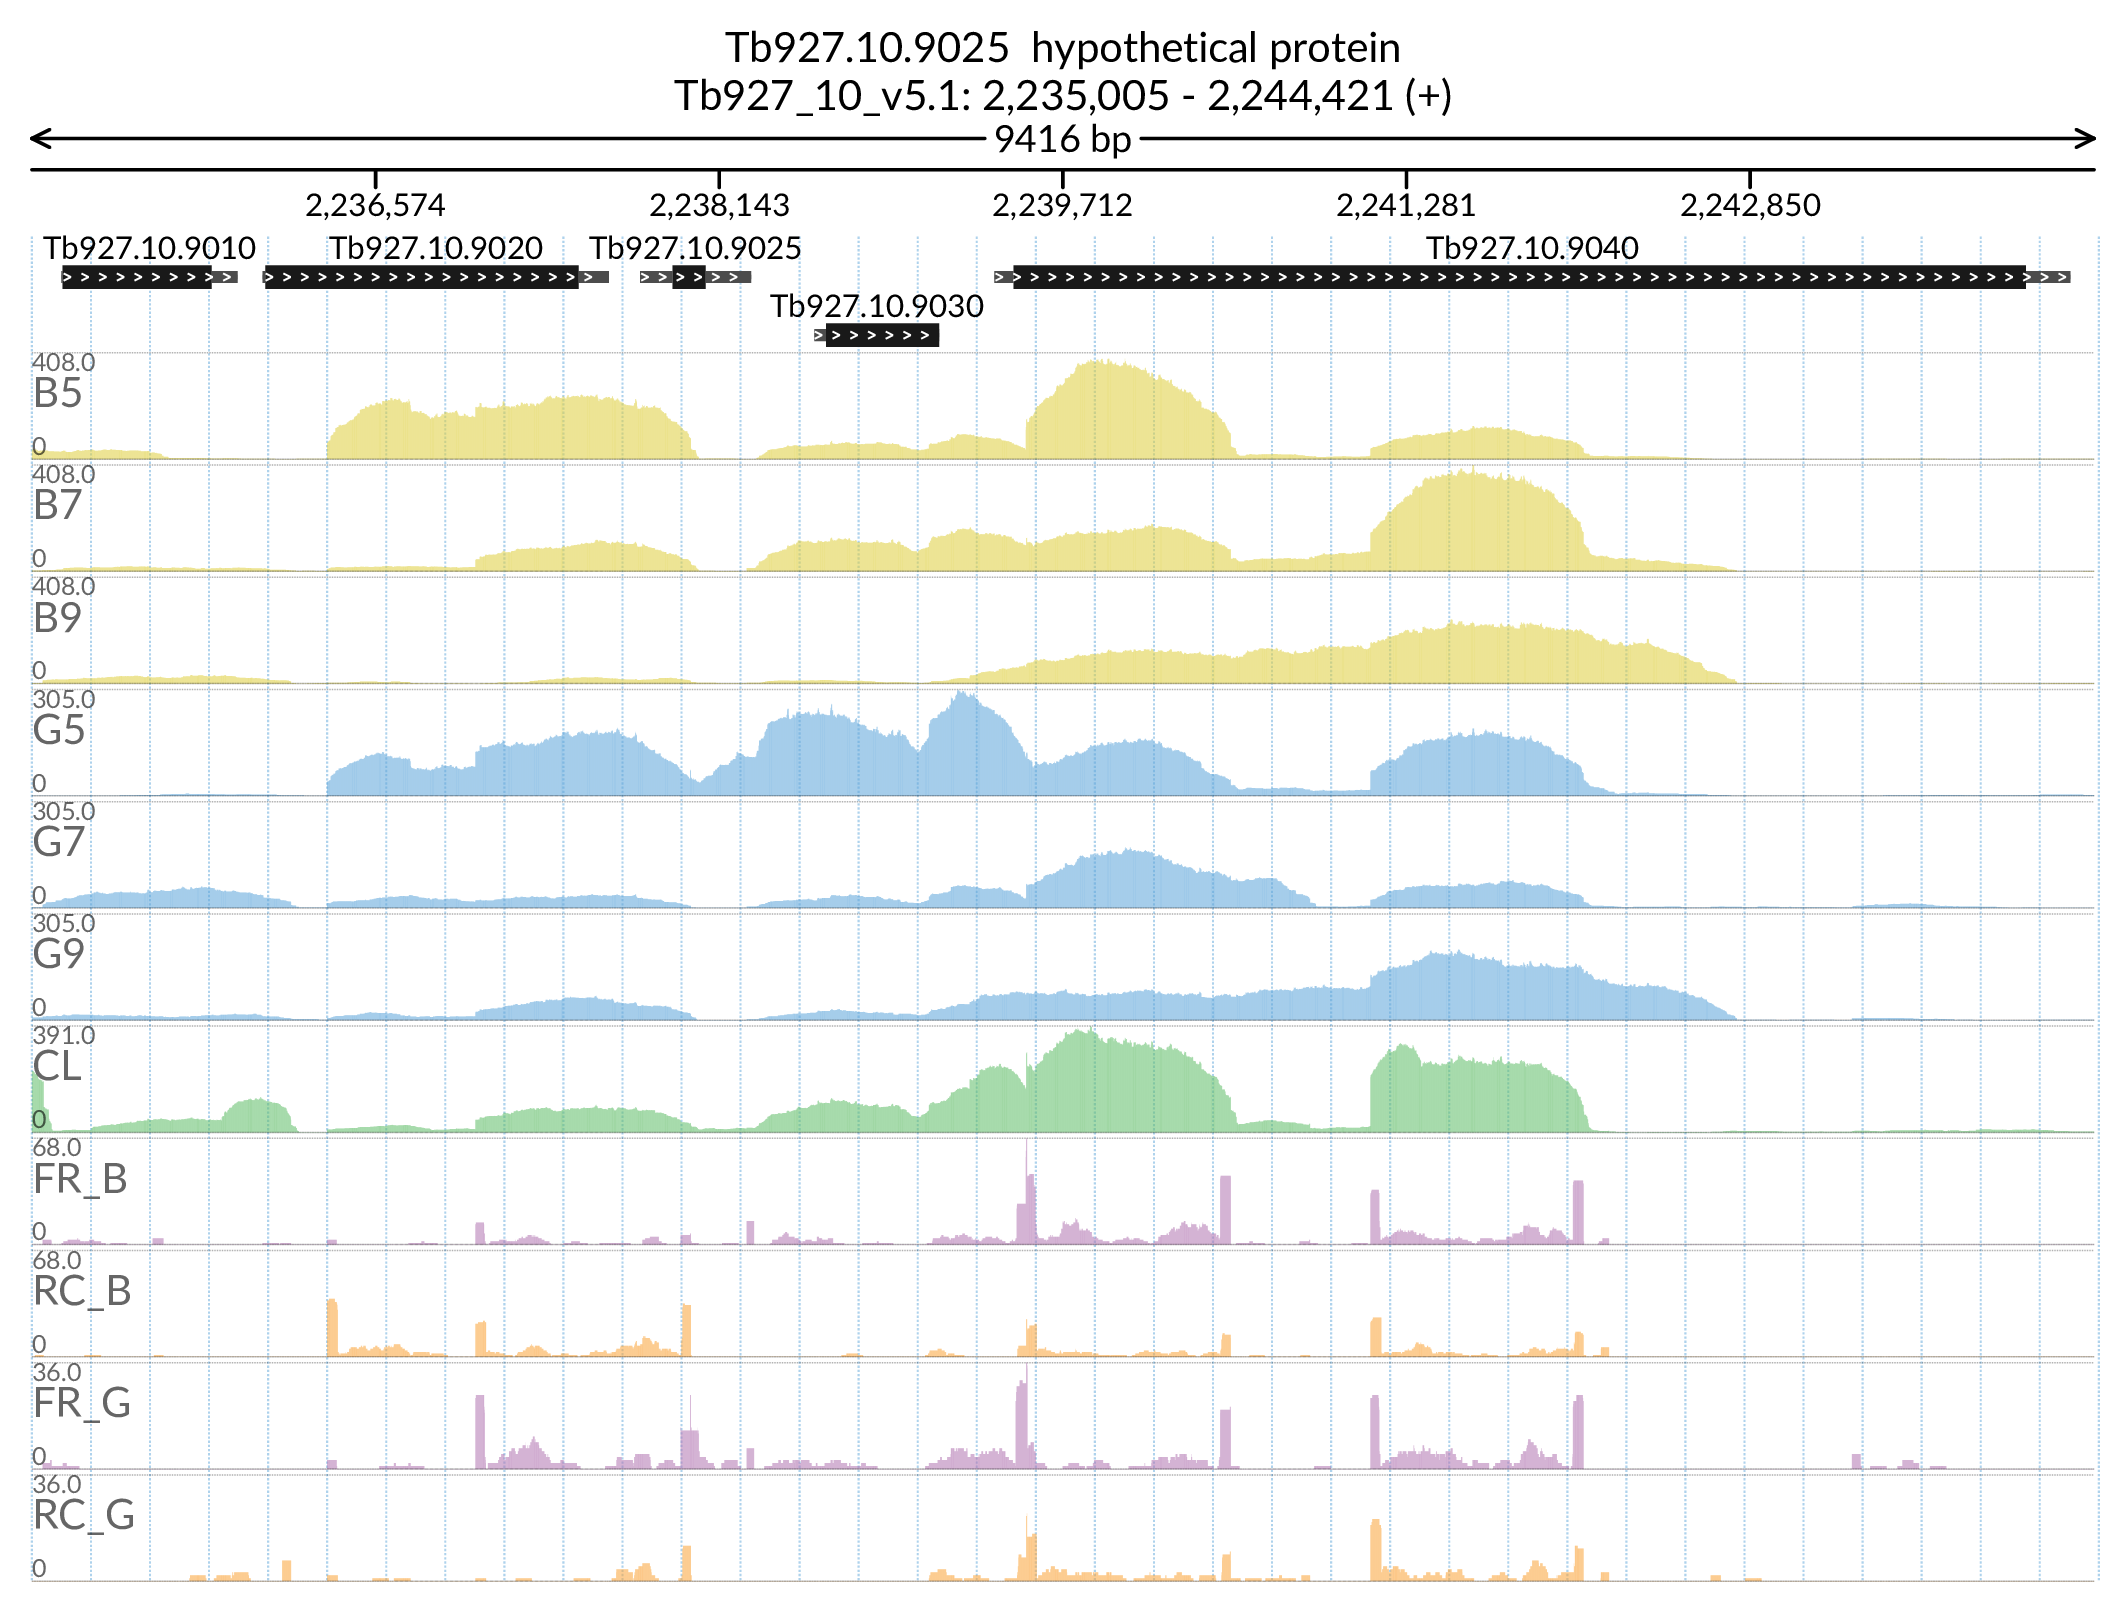 Tb927.10.9025 hypothetical protein
Tb927_10_v5.1: 2,235,005 - 2,244,421 (+)
9416 bp
2,236,574 2,238,143 2,239,712 2,241,281 2,242,850
Tb927.10.9010 Tb927.10.9020 Tb927.10.9025 Tb927.10.9040
Tb927.10.9030
408.0
B5
0
408.0
B7
0
408.0
B9
0
305.0
G5
0
305.0
G7
0
305.0
G9
0
391.0
CL
0
68.0
FR_B
0
68.0
RC_B
0
36.0
FR_G
0
36.0
RC_G
0